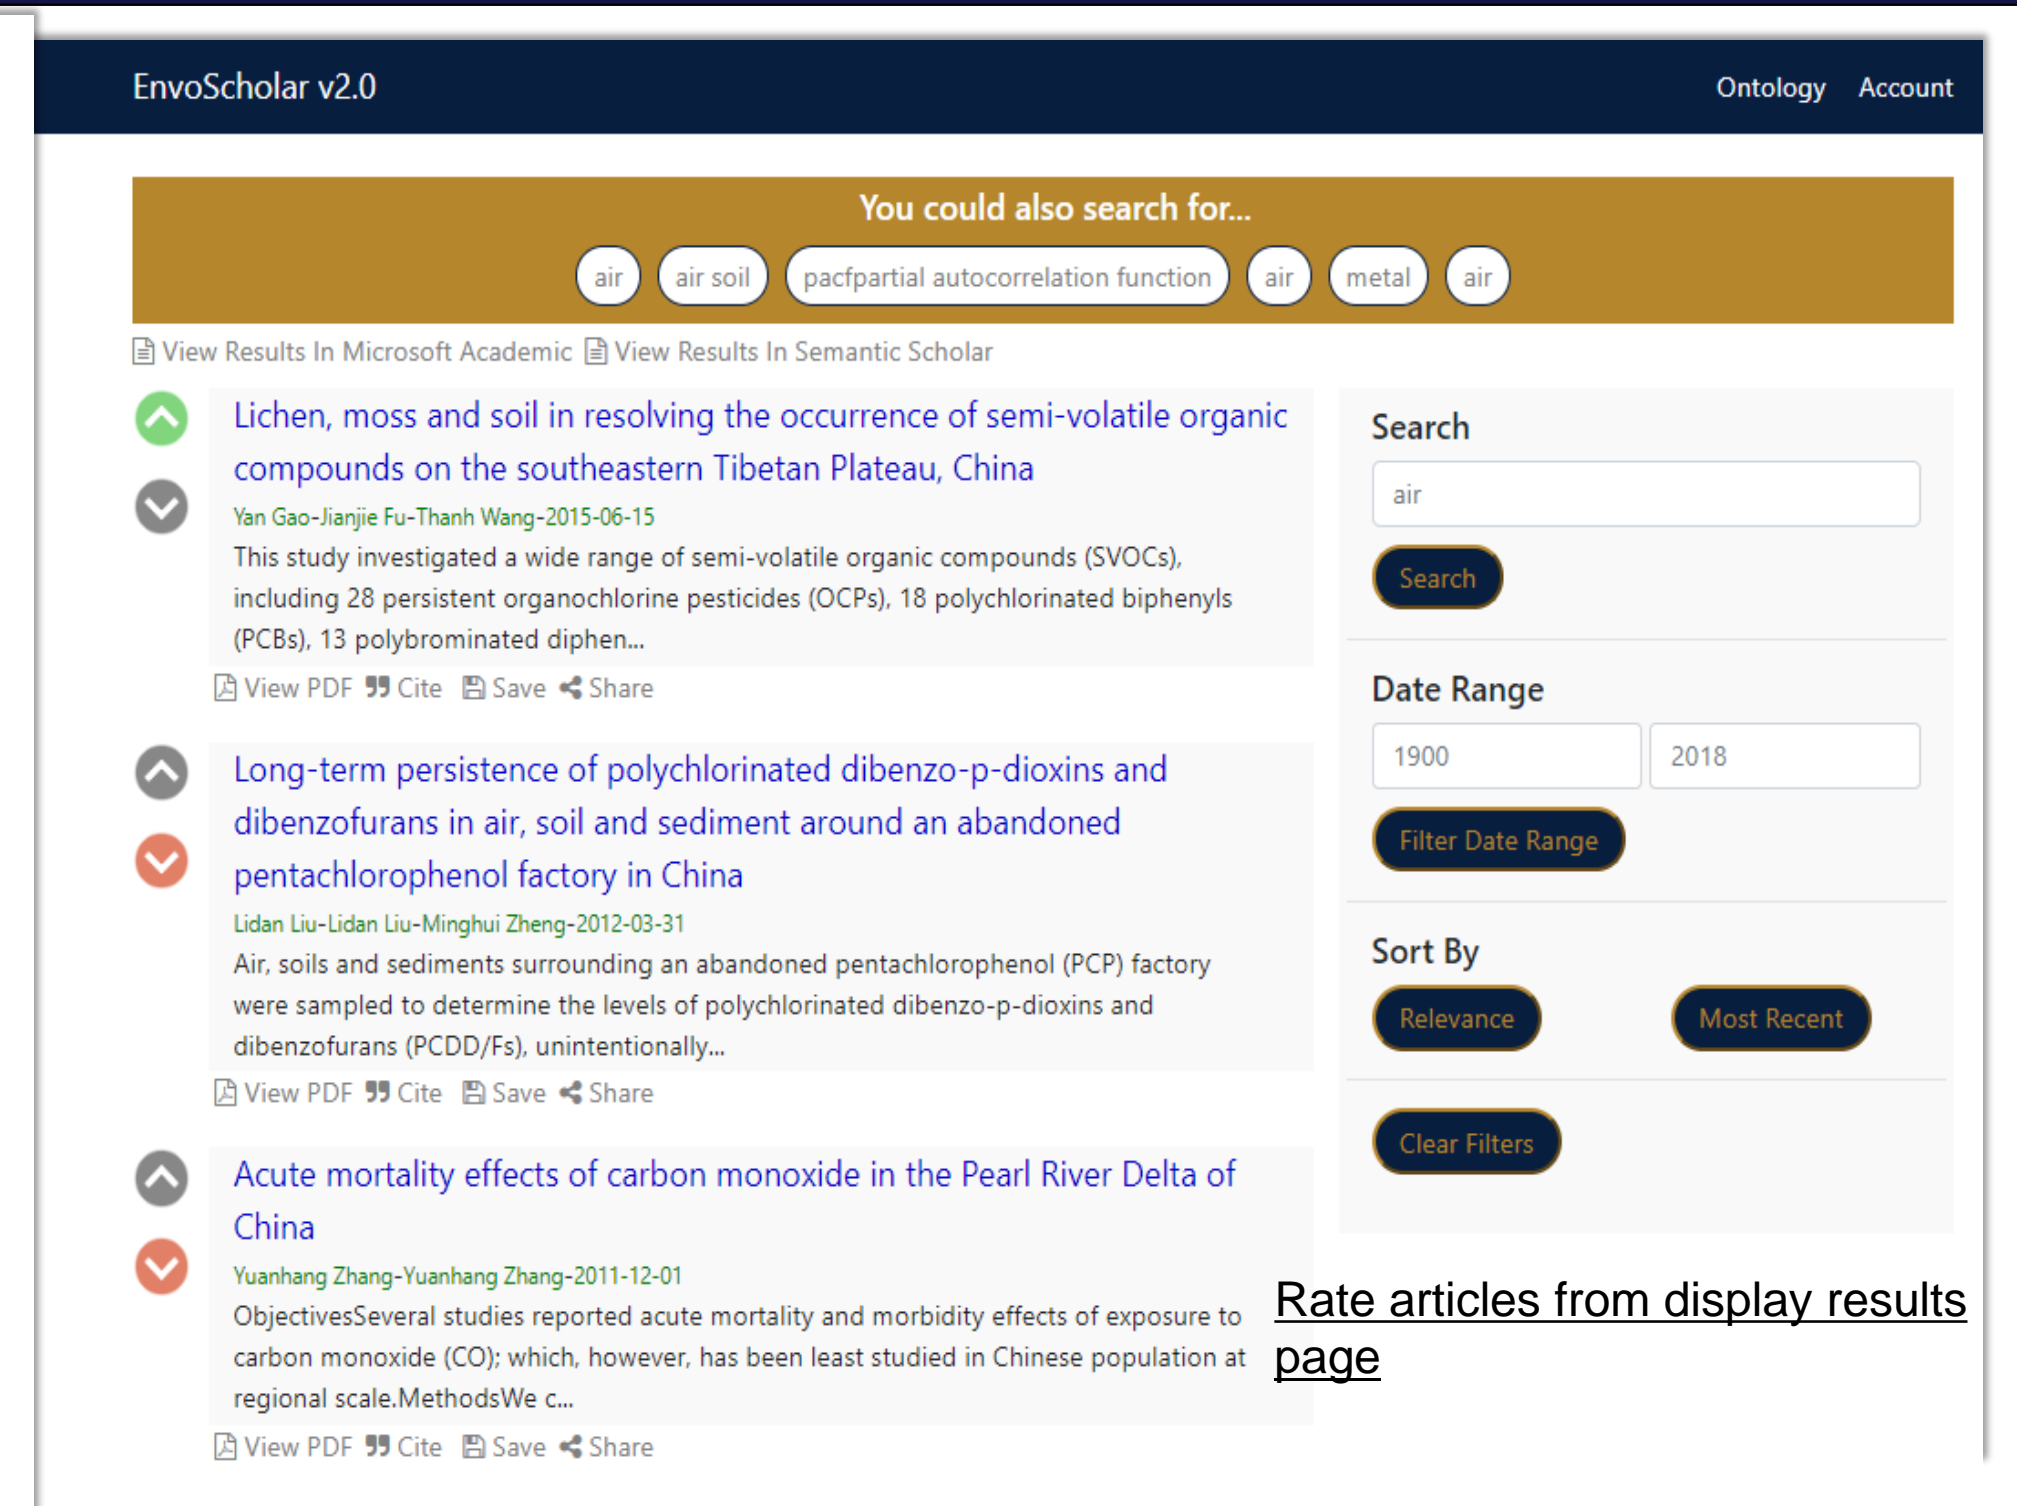 EnvoScholar v2.0
Ontology Account
You could also search for...
air air soil pacfpartial autocorrelation function air metal air
View Results In Microsoft Academic View Results In Semantic Scholar
Lichen, moss and soil in resolving the occurrence of semi-volatile organic
compounds on the southeastern Tibetan Plateau, China
Yan Gao-Jianjie Fu-Thanh Wang-2015-06-15
This study investigated a wide range of semi-volatile organic compounds (SVOCs),
including 28 persistent organochlorine pesticides (OCPs), 18 polychlorinated biphenyls
(PCBs), 13 polybrominated diphen...
View PDF Cite Save Share
Long-term persistence of polychlorinated dibenzo-p-dioxins and
dibenzofurans in air, soil and sediment around an abandoned
pentachlorophenol factory in China
Lidan Liu-Lidan Liu-Minghui Zheng-2012-03-31
Air, soils and sediments surrounding an abandoned pentachlorophenol (PCP) factory
were sampled to determine the levels of polychlorinated dibenzo-p-dioxins and
dibenzofurans (PCDD/Fs), unintentionally...
View PDF Cite Save Share
Acute mortality effects of carbon monoxide in the Pearl River Delta of
China
Yuanhang Zhang-Yuanhang Zhang-2011-12-01
ObjectivesSeveral studies reported acute mortality and morbidity effects of exposure to
carbon monoxide (CO); which, however, has been least studied in Chinese population at
regional scale.MethodsWe c...
View PDF Cite Save Share
Search
air
Search
Date Range
1900 2018
Filter Date Range
Sort By
Relevance Most Recent
Clear Filters
Rate articles from display results
page